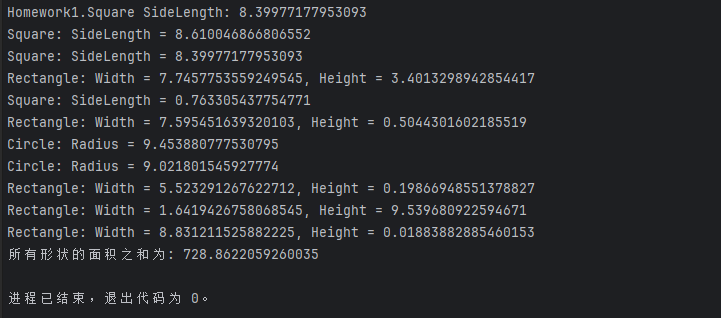 Homework1.Square SideLength: 8.39977177953093
Square: SideLength = 8.610046866806552
Square: SideLength = 8.39977177953093
Rectangle: Width = 7.7457753559249545, Height = 3.4013298942854417
Square: SideLength = 0.763305437754771
Rectangle: Width = 7.595451639320103, Height = 0.5044301602185519
Circle: Radius = 9.453880777530795
Circle: Radius = 9.021801545927774
Rectangle: Width = 5.523291267622712, Height = 0.19866948551378827
Rectangle: Width = 1.6419426758068545, Height = 9.539680922594671
Rectangle: Width = 8.831211525882225, Height = 0.01883882885460153
所有形状的面积之和为: 728.8622059260035
进程已结束，退出代码为 0。